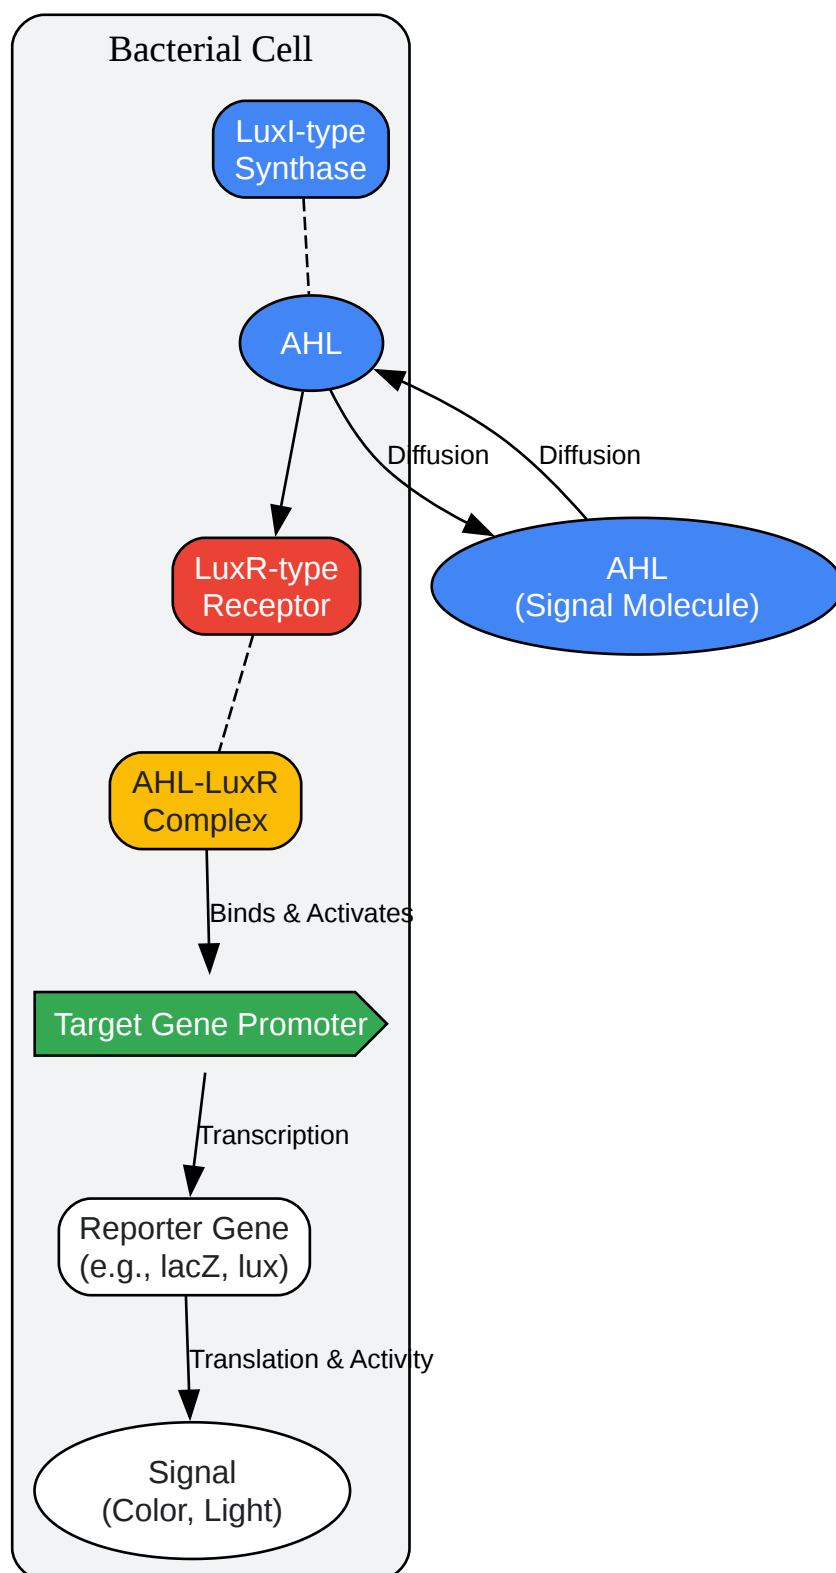 Bacterial Cell
LuxI-type
Synthase
AHL
Diffusion
Diffusion
LuxR-type
Receptor
AHL
(Signal Molecule)
AHL-LuxR
Complex
Binds & Activates
Target Gene Promoter
Transcription
Reporter Gene
(e.g., lacZ, lux)
Translation & Activity
Signal
(Color, Light)